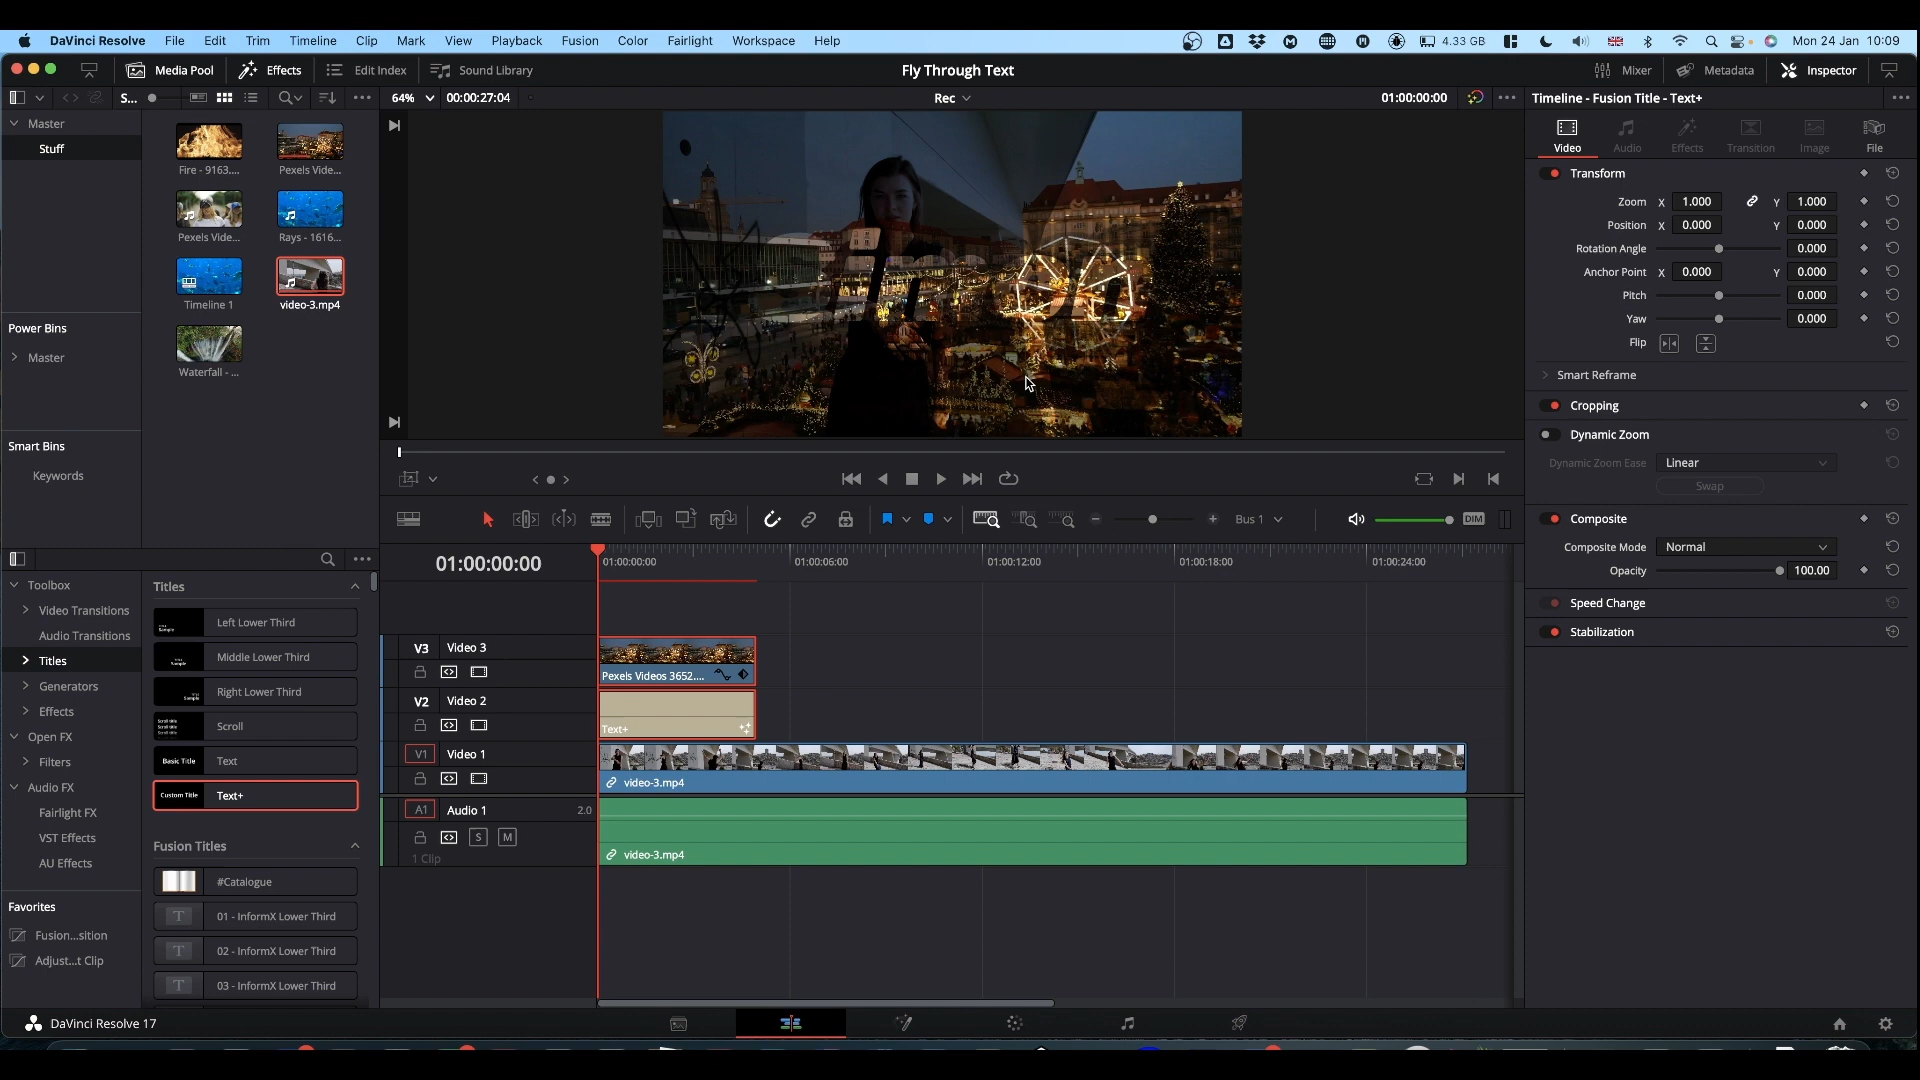 DaVinci Resolve File Edit Trim Timeline Clip Mark View Playback Fusion Color Fairlight Workspace Help 4.33 GB Mon 24 Jan 10:09
Media Pool Effects Edit Index Sound Library Fly Through Text Mixer Metadata Inspector
S... 64% 00:00:27:04 Rec 01:00:00:00 Timeline - Fusion Title - Text+
Master
Stuff
Power Bins
Master
Smart Bins
Keywords
Fire - 9163....
Pexels Vide...
Pexels Vide...
Rays - 1616...
Timeline 1
video-3.mp4
Waterfall - ...
Video Audio Effects Transition Image File
Transform
Zoom X 1.000 Y 1.000
Position X 0.000 Y 0.000
Rotation Angle 0.000
Anchor Point X 0.000 Y 0.000
Pitch 0.000
Yaw 0.000
Flip
Smart Reframe
Cropping
Dynamic Zoom
Dynamic Zoom Ease Linear
Swap
Composite
Composite Mode Normal
Opacity 100.00
Speed Change
Stabilization
Bus 1 DIM
01:00:00:00
01:00:00:00 01:00:06:00 01:00:12:00 01:00:18:00 01:00:24:00
V3 Video 3
Pexels Videos 3652....
V2 Video 2
Text+
V1 Video 1
video-3.mp4
A1 Audio 1 2.0
S M
1 Clip
video-3.mp4
Toolbox
Video Transitions
Audio Transitions
Titles
Generators
Effects
Open FX
Filters
Audio FX
Fairlight FX
VST Effects
AU Effects
Favorites
Fusion...sition
Adjust...t Clip
Titles
Left Lower Third
Middle Lower Third
Right Lower Third
Scroll
Basic Title Text
Custom Title Text+
Fusion Titles
#Catalogue
T 01 - InformX Lower Third
T 02 - InformX Lower Third
T 03 - InformX Lower Third
DaVinci Resolve 17